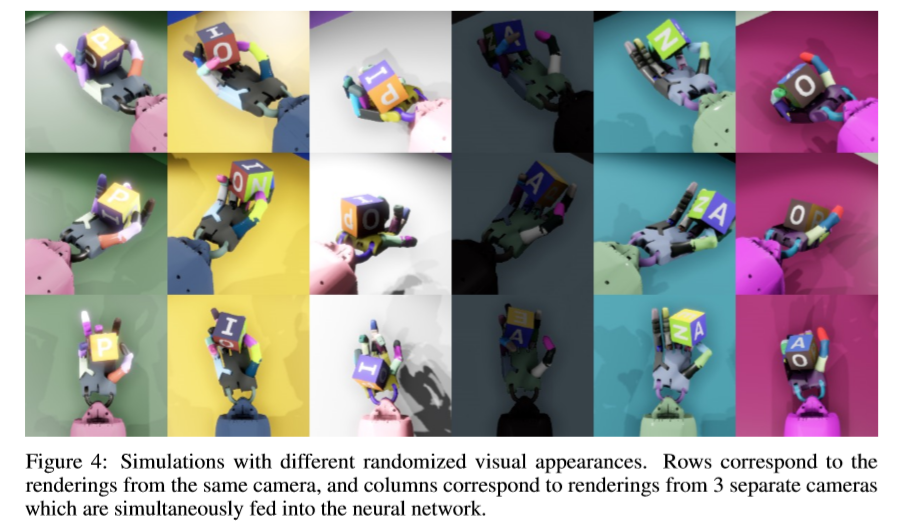 P
I
O
I
P
A
N
O
P
I
O
N
P
O
A
N A
O
P
I
I
A
N A
A
O
Figure 4: Simulations with different randomized visual appearances. Rows correspond to the
renderings from the same camera, and columns correspond to renderings from 3 separate cameras
which are simultaneously fed into the neural network.